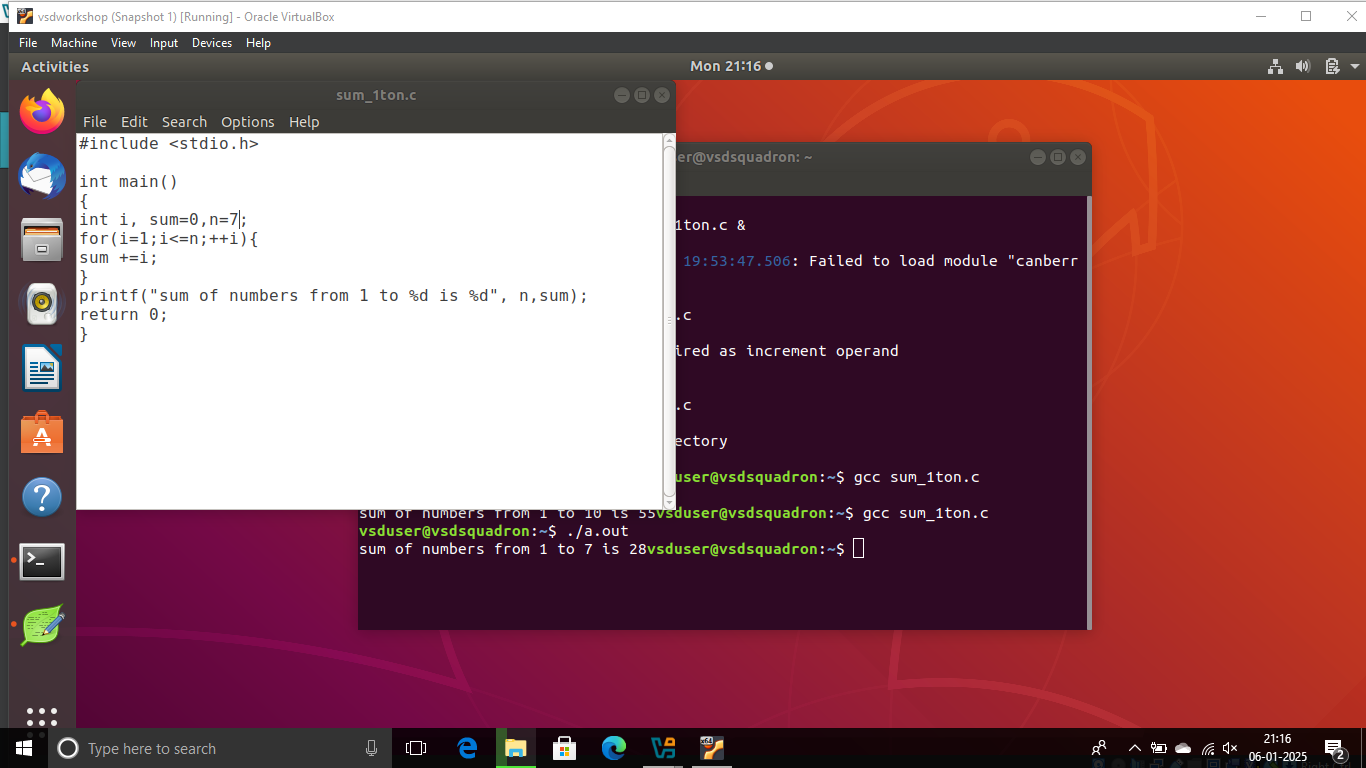 vsdworkshop (Snapshot 1) [Running] - Oracle VirtualBox
File Machine View Input Devices Help
Activities
Mon 21:16
sum_1ton.c
File Edit Search Options Help
#include <stdio.h>
int main()
{
int i, sum=0,n=7;
for(i=1;i<=n;++i){
sum +=i;
}
printf("sum of numbers from 1 to %d is %d", n,sum);
return 0;
}
ser@vsdsquadron: ~
1ton.c &
19:53:47.506: Failed to load module "canberr
.c
ired as increment operand
.c
ectory
user@vsdsquadron:~$ gcc sum_1ton.c
sum of numbers from 1 to 10 is 55vsduser@vsdsquadron:~$ gcc sum_1ton.c
vsduser@vsdsquadron:~$ ./a.out
sum of numbers from 1 to 7 is 28vsduser@vsdsquadron:~$
Type here to search
x64
21:16
06-01-2025
2